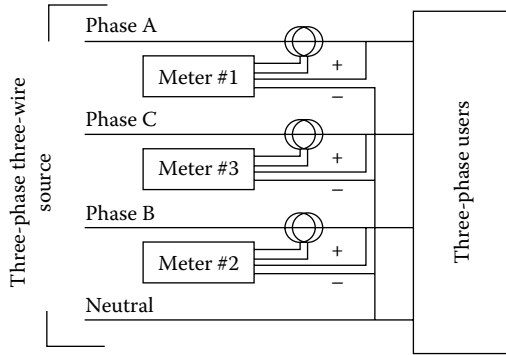 Phase A
Meter #1
+
−
Phase C
Meter #3
+
−
Phase B
Meter #2
+
−
Neutral
Three-phase three-wire
source
Three-phase users